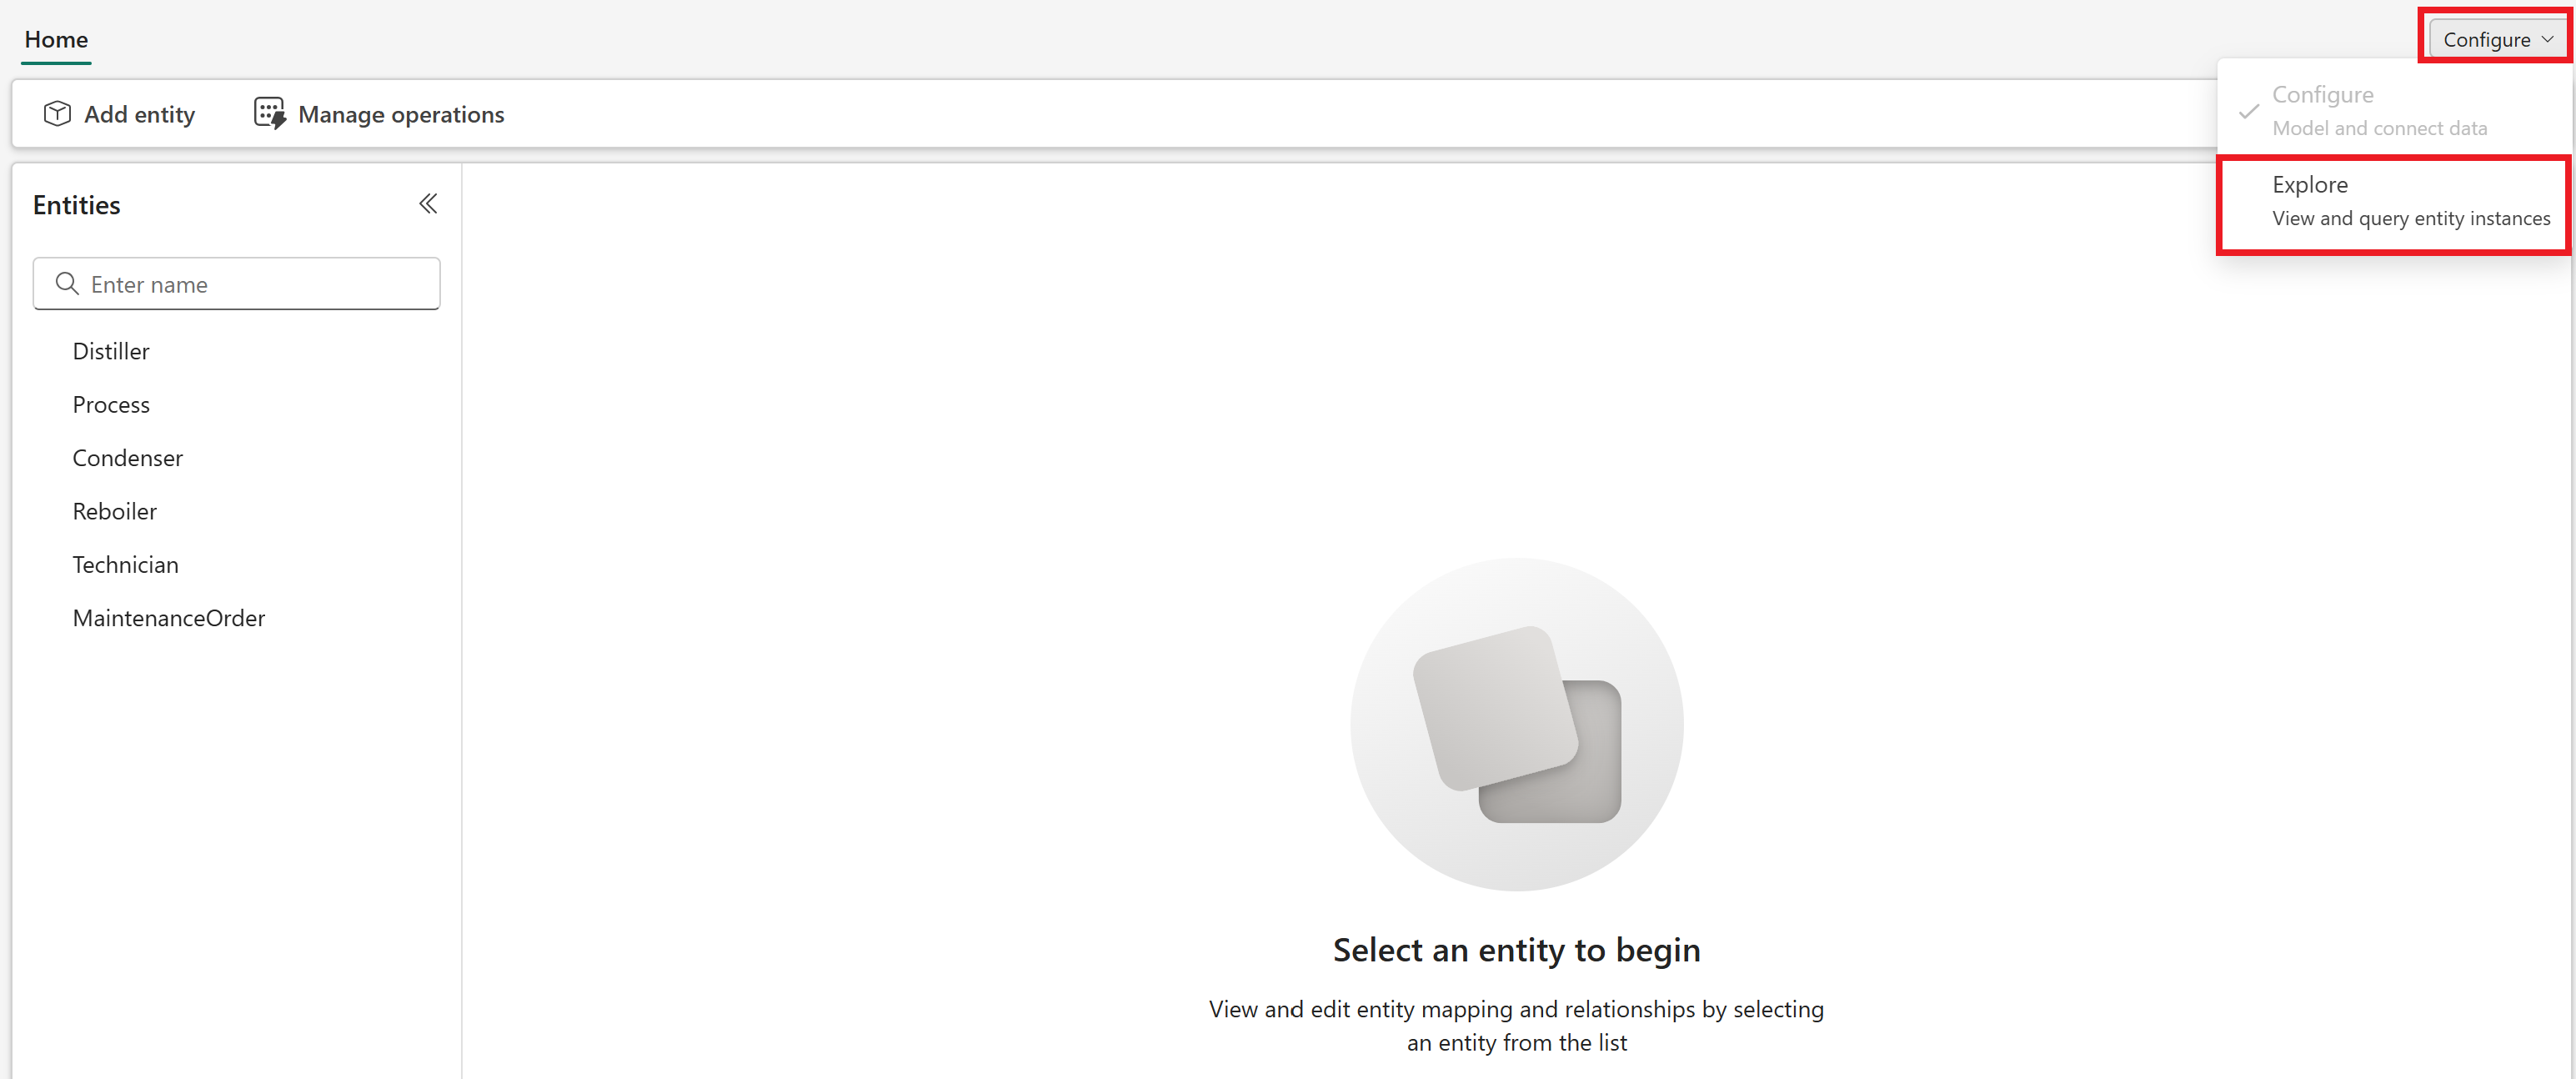 Home
Configure
Add entity
Manage operations
Configure
Model and connect data
Explore
View and query entity instances
Entities
Enter name
Distiller
Process
Condenser
Reboiler
Technician
MaintenanceOrder
Select an entity to begin
View and edit entity mapping and relationships by selecting
an entity from the list